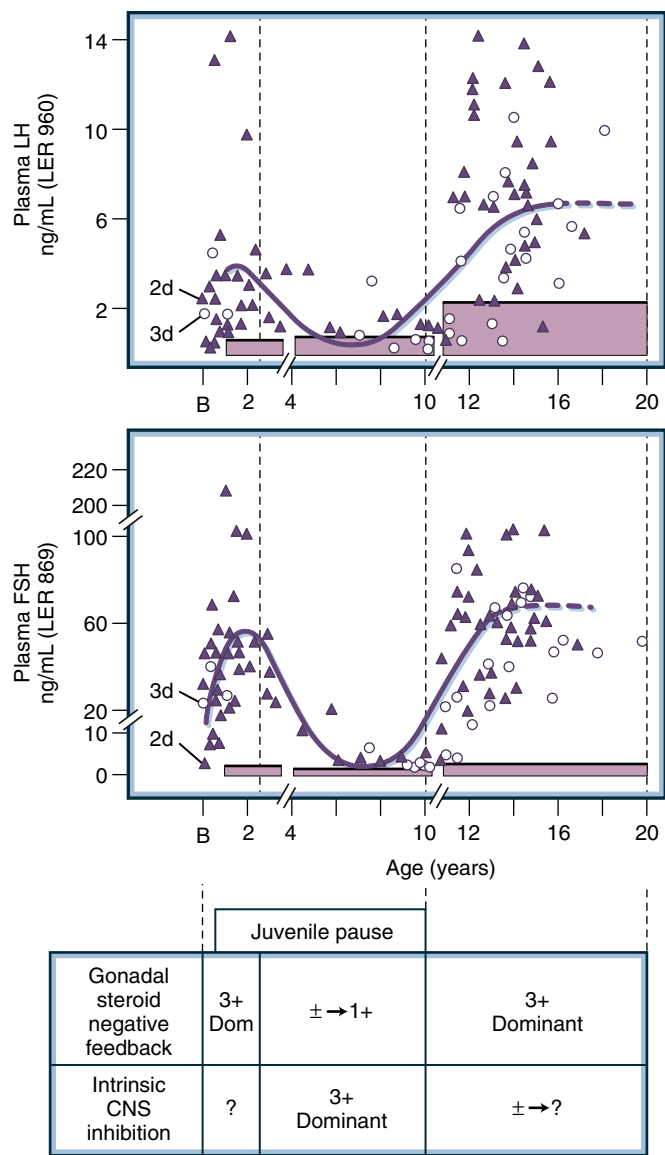 Plasma LH
ng/mL (LER 960)
14
10
6
2
2d
3d
B
2
4
10
12
16
20
Plasma FSH
ng/mL (LER 869)
220
200
100
60
20
10
0
3d
2d
B
2
4
10
12
16
20
Age (years)
Juvenile pause
Gonadal
steroid
negative
feedback
3+
Dom
± → 1+
3+
Dominant
Intrinsic
CNS
inhibition
?
3+
Dominant
± → ?